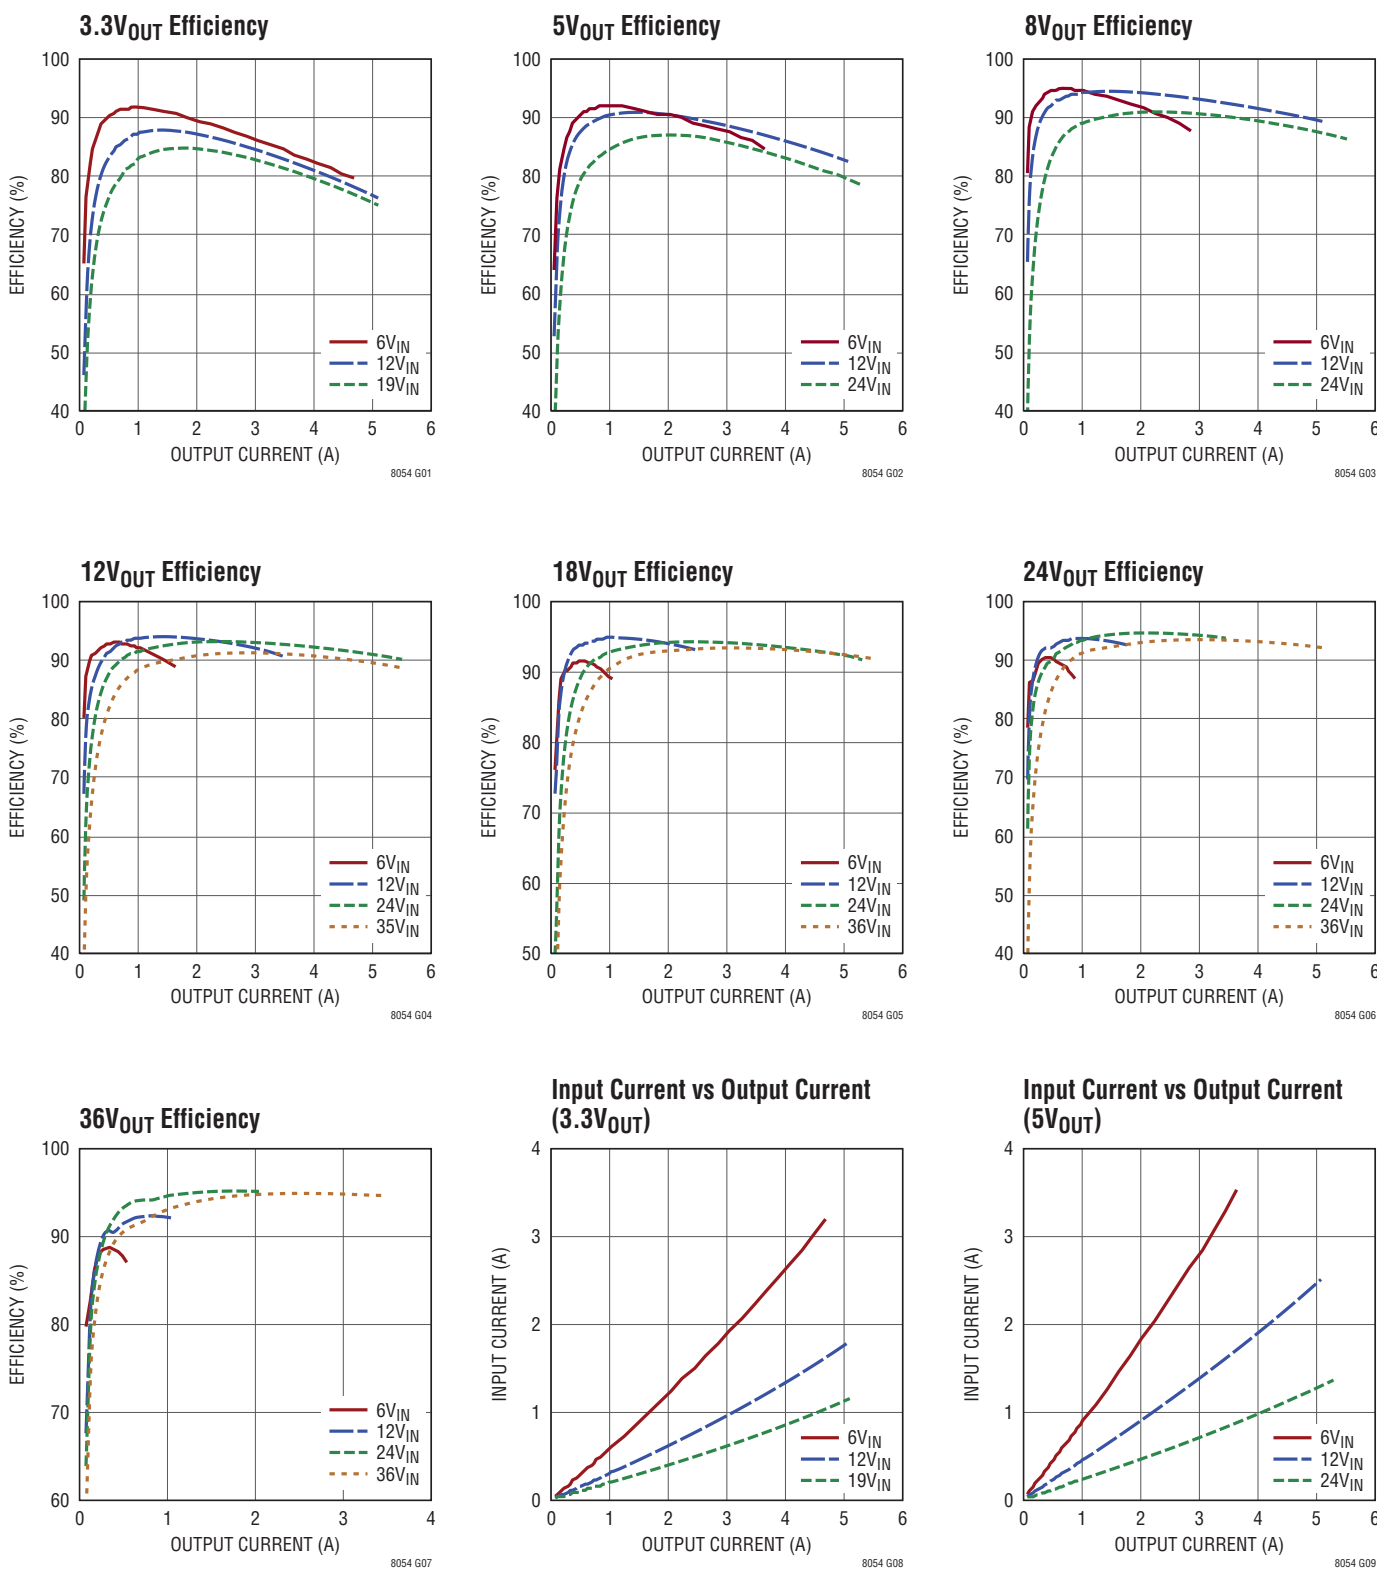 3.3VOUT Efficiency
100
90
80
70
60
50
40
EFFICIENCY (%)
6VIN
12VIN
19VIN
0 1 2 3 4 5 6
OUTPUT CURRENT (A)
8054 G01
5VOUT Efficiency
100
90
80
70
60
50
40
EFFICIENCY (%)
6VIN
12VIN
24VIN
0 1 2 3 4 5 6
OUTPUT CURRENT (A)
8054 G02
8VOUT Efficiency
100
90
80
70
60
50
40
EFFICIENCY (%)
6VIN
12VIN
24VIN
0 1 2 3 4 5 6
OUTPUT CURRENT (A)
8054 G03
12VOUT Efficiency
100
90
80
70
60
50
40
EFFICIENCY (%)
6VIN
12VIN
24VIN
35VIN
0 1 2 3 4 5 6
OUTPUT CURRENT (A)
8054 G04
18VOUT Efficiency
100
90
80
70
60
50
EFFICIENCY (%)
6VIN
12VIN
24VIN
36VIN
0 1 2 3 4 5 6
OUTPUT CURRENT (A)
8054 G05
24VOUT Efficiency
100
90
80
70
60
50
40
EFFICIENCY (%)
6VIN
12VIN
24VIN
36VIN
0 1 2 3 4 5 6
OUTPUT CURRENT (A)
8054 G06
36VOUT Efficiency
100
90
80
70
60
EFFICIENCY (%)
6VIN
12VIN
24VIN
36VIN
0 1 2 3 4
OUTPUT CURRENT (A)
8054 G07
Input Current vs Output Current
(3.3VOUT)
4
3
2
1
0
INPUT CURRENT (A)
6VIN
12VIN
19VIN
0 1 2 3 4 5 6
OUTPUT CURRENT (A)
8054 G08
Input Current vs Output Current
(5VOUT)
4
3
2
1
0
INPUT CURRENT (A)
6VIN
12VIN
24VIN
0 1 2 3 4 5 6
OUTPUT CURRENT (A)
8054 G09